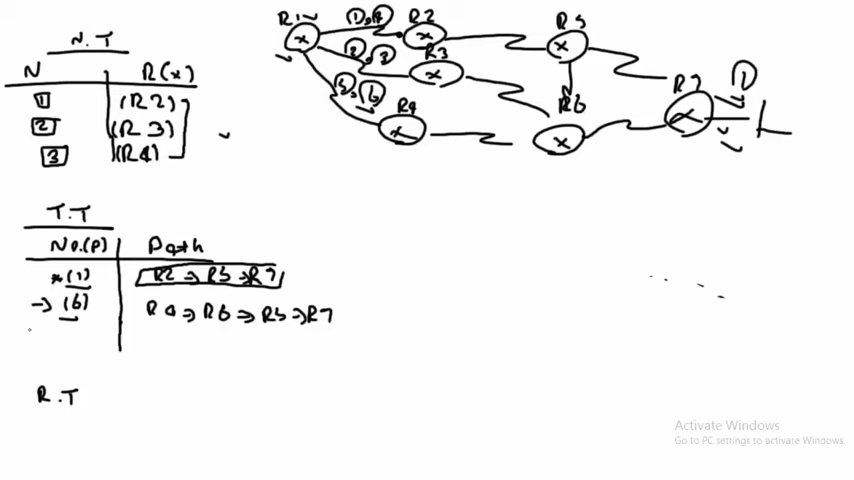 N.T
N R(x)
1 (R2)
2 (R3)
3 (R4)
R1
R2
R5
R3
R7
R6
R4
1
T.T
No.(P) Path
*(1) R2 ⇒ R5 ⇒ R7
→ (6) R4 ⇒ R6 ⇒ R5 ⇒ R7
R.T
Activate Windows
Go to PC settings to activate Windows.